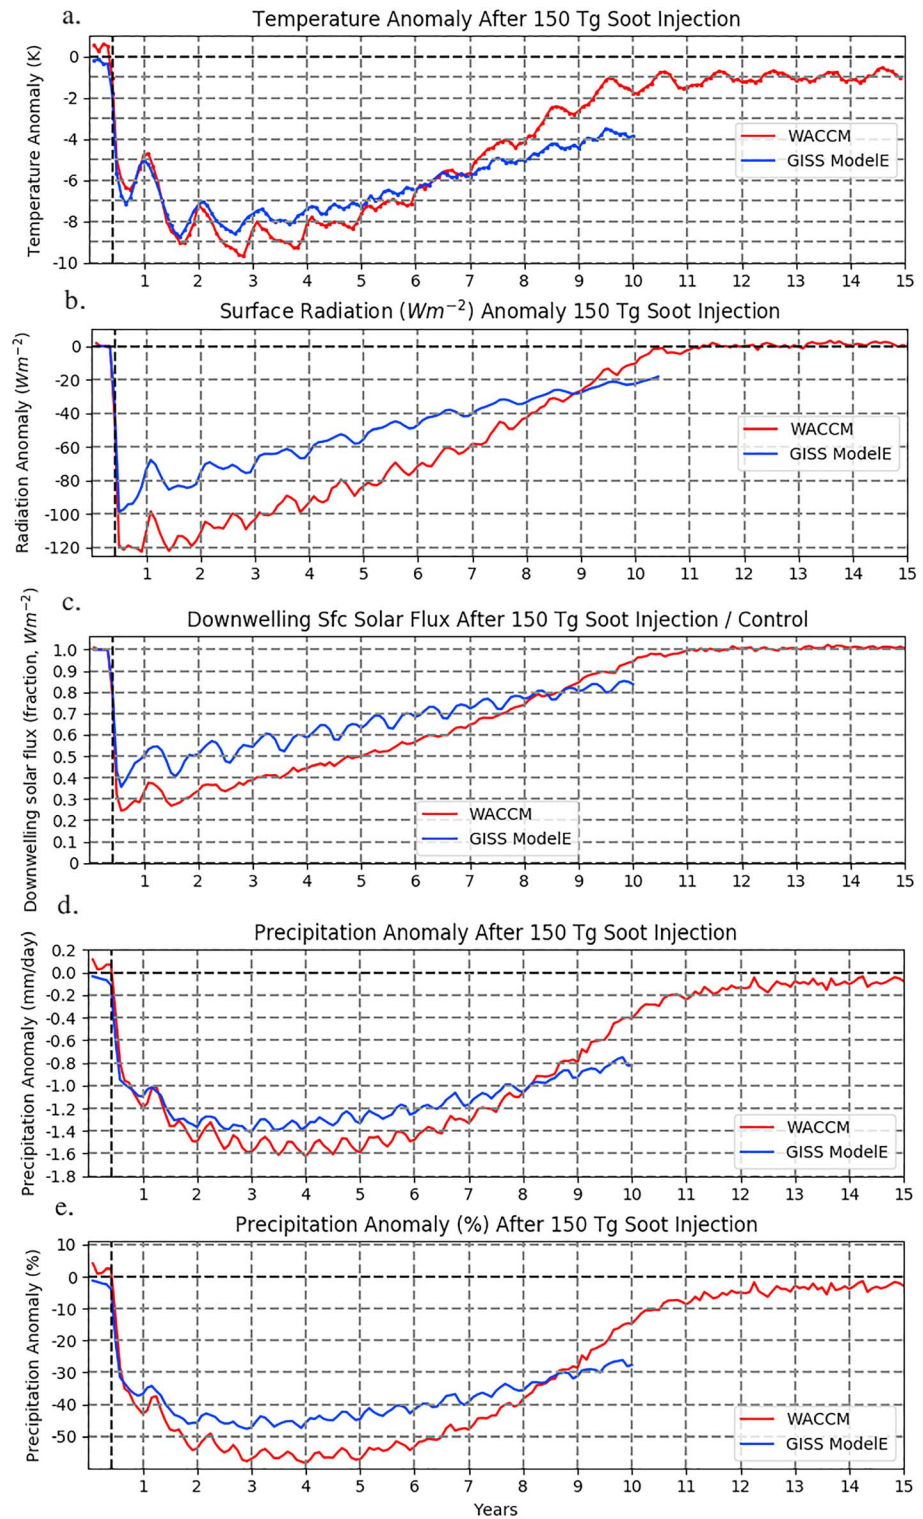 a.
Temperature Anomaly After 150 Tg Soot Injection
Temperature Anomaly (K)
0
-2
-4
-6
-8
-10
WACCM
GISS ModelE
1 2 3 4 5 6 7 8 9 10 11 12 13 14 15
b.
Surface Radiation (Wm⁻²) Anomaly 150 Tg Soot Injection
Radiation Anomaly (Wm⁻²)
0
-20
-40
-60
-80
-100
-120
WACCM
GISS ModelE
1 2 3 4 5 6 7 8 9 10 11 12 13 14 15
c.
Downwelling Sfc Solar Flux After 150 Tg Soot Injection / Control
Downwelling solar flux (fraction, Wm⁻²)
1.0
0.9
0.8
0.7
0.6
0.5
0.4
0.3
0.2
0.1
0
WACCM
GISS ModelE
1 2 3 4 5 6 7 8 9 10 11 12 13 14 15
d.
Precipitation Anomaly After 150 Tg Soot Injection
Precipitation Anomaly (mm/day)
0.2
0.0
-0.2
-0.4
-0.6
-0.8
-1.0
-1.2
-1.4
-1.6
-1.8
WACCM
GISS ModelE
1 2 3 4 5 6 7 8 9 10 11 12 13 14 15
e.
Precipitation Anomaly (%) After 150 Tg Soot Injection
Precipitation Anomaly (%)
10
0
-10
-20
-30
-40
-50
WACCM
GISS ModelE
1 2 3 4 5 6 7 8 9 10 11 12 13 14 15
Years